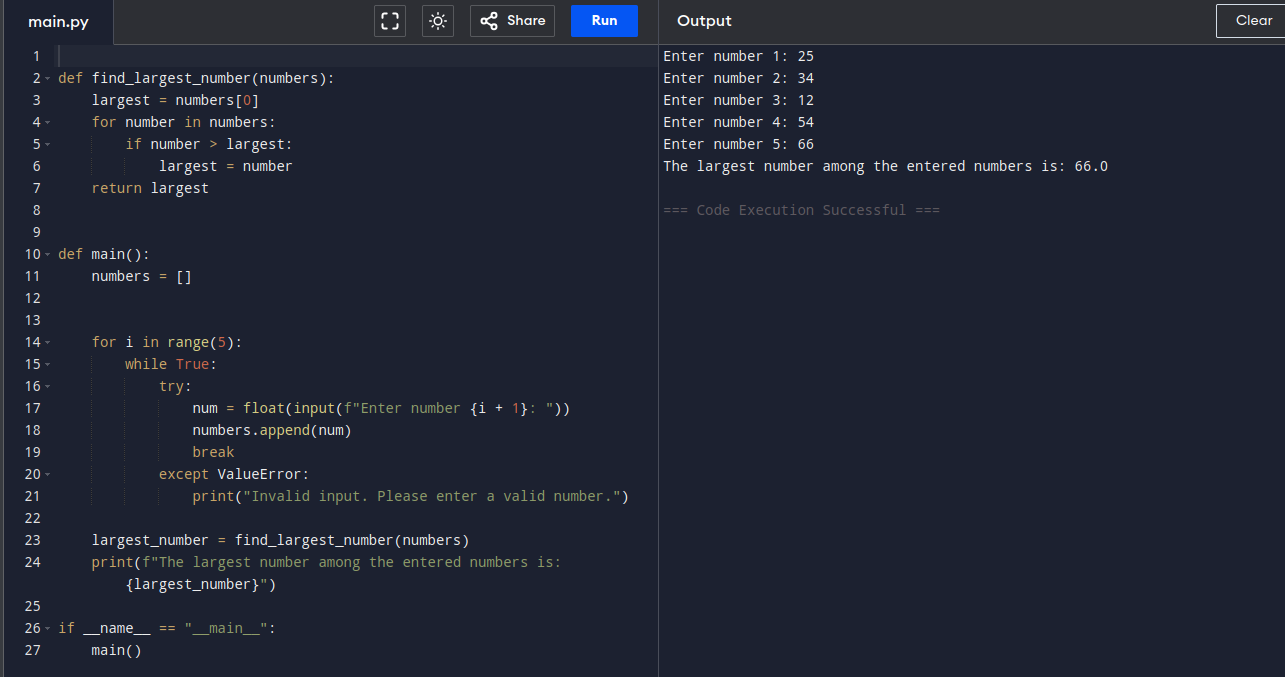 main.py
Share
Run
Output
Clear
1
2 def find_largest_number(numbers):
3     largest = numbers[0]
4     for number in numbers:
5         if number > largest:
6             largest = number
7     return largest
8
9
10 def main():
11     numbers = []
12
13
14     for i in range(5):
15         while True:
16             try:
17                 num = float(input(f"Enter number {i + 1}: "))
18                 numbers.append(num)
19                 break
20             except ValueError:
21                 print("Invalid input. Please enter a valid number.")
22
23     largest_number = find_largest_number(numbers)
24     print(f"The largest number among the entered numbers is:
        {largest_number}")
25
26 if __name__ == "__main__":
27     main()
Enter number 1: 25
Enter number 2: 34
Enter number 3: 12
Enter number 4: 54
Enter number 5: 66
The largest number among the entered numbers is: 66.0
=== Code Execution Successful ===